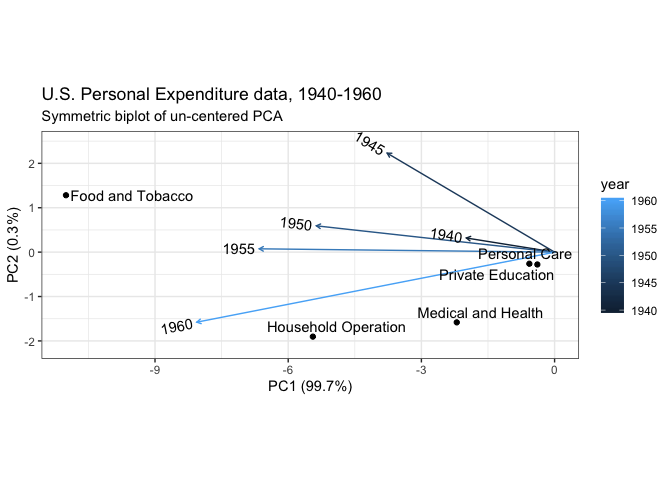 U.S. Personal Expenditure data, 1940-1960
Symmetric biplot of un-centered PCA
1945
2
Food and Tobacco
1
1950
1940
1955
0
Personal Care
Private Education
-1
Medical and Health
1960
Household Operation
-2
PC2 (0.3%)
-9
-6
-3
0
PC1 (99.7%)
year
1960
1955
1950
1945
1940